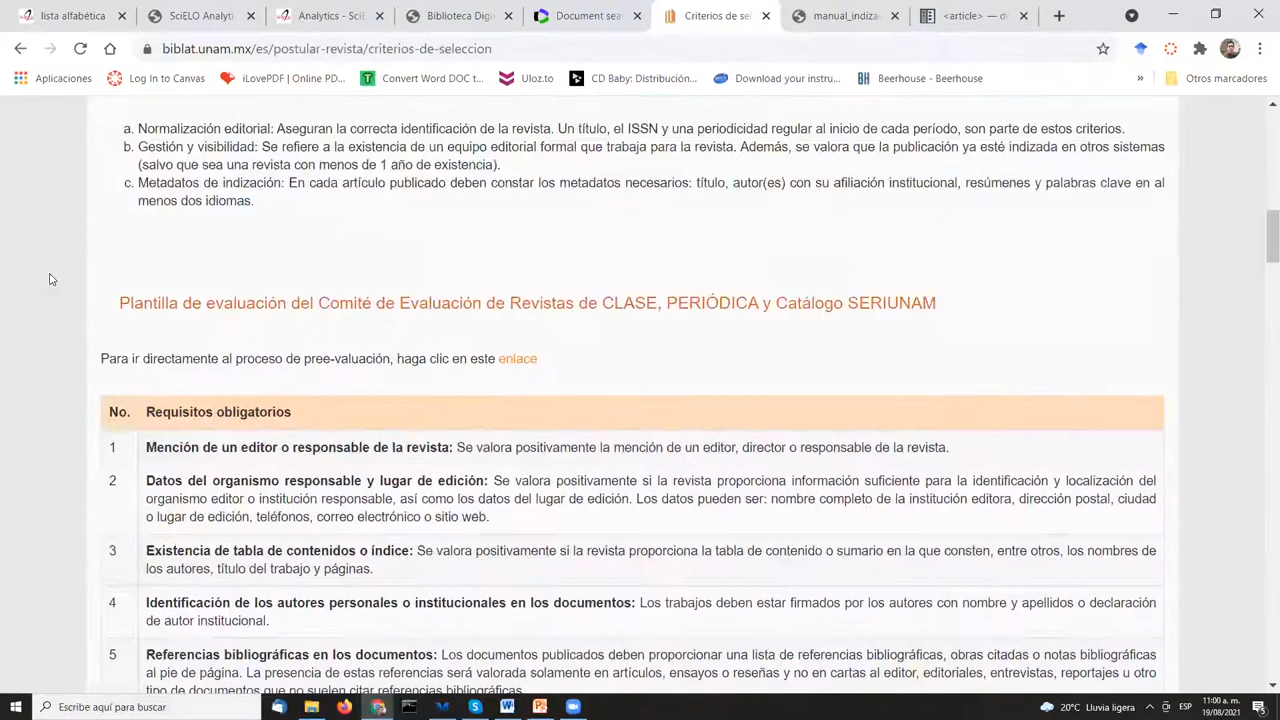 lista alfabética
SciELO Analyti
Analytics - SciE
Biblioteca Digi
Document sea
Criterios de sel
manual_indiza
<article> — de
biblat.unam.mx/es/postular-revista/criterios-de-seleccion
Aplicaciones
Log In to Canvas
iLovePDF | Online PD...
Convert Word DOC t...
Uloz.to
CD Baby: Distribución...
Download your instru...
BH Beerhouse - Beerhouse
»
Otros marcadores
a. Normalización editorial: Aseguran la correcta identificación de la revista. Un título, el ISSN y una periodicidad regular al inicio de cada período, son parte de estos criterios.
b. Gestión y visibilidad: Se refiere a la existencia de un equipo editorial formal que trabaja para la revista. Además, se valora que la publicación ya esté indizada en otros sistemas
(salvo que sea una revista con menos de 1 año de existencia).
c. Metadatos de indización: En cada artículo publicado deben constar los metadatos necesarios: título, autor(es) con su afiliación institucional, resúmenes y palabras clave en al
menos dos idiomas.
Plantilla de evaluación del Comité de Evaluación de Revistas de CLASE, PERIÓDICA y Catálogo SERIUNAM
Para ir directamente al proceso de pree-valuación, haga clic en este enlace
No. Requisitos obligatorios
1 Mención de un editor o responsable de la revista: Se valora positivamente la mención de un editor, director o responsable de la revista.
2 Datos del organismo responsable y lugar de edición: Se valora positivamente si la revista proporciona información suficiente para la identificación y localización del
organismo editor o institución responsable, así como los datos del lugar de edición. Los datos pueden ser: nombre completo de la institución editora, dirección postal, ciudad
o lugar de edición, teléfonos, correo electrónico o sitio web.
3 Existencia de tabla de contenidos o índice: Se valora positivamente si la revista proporciona la tabla de contenido o sumario en la que consten, entre otros, los nombres de
los autores, título del trabajo y páginas.
4 Identificación de los autores personales o institucionales en los documentos: Los trabajos deben estar firmados por los autores con nombre y apellidos o declaración
de autor institucional.
5 Referencias bibliográficas en los documentos: Los documentos publicados deben proporcionar una lista de referencias bibliográficas, obras citadas o notas bibliográficas
al pie de página. La presencia de estas referencias será valorada solamente en artículos, ensayos o reseñas y no en cartas al editor, editoriales, entrevistas, reportajes u otro
tipo de documentos que no suelen citar referencias bibliográficas.
Escribe aquí para buscar
20°C Lluvia ligera
ESP
11:00 a. m.
19/08/2021